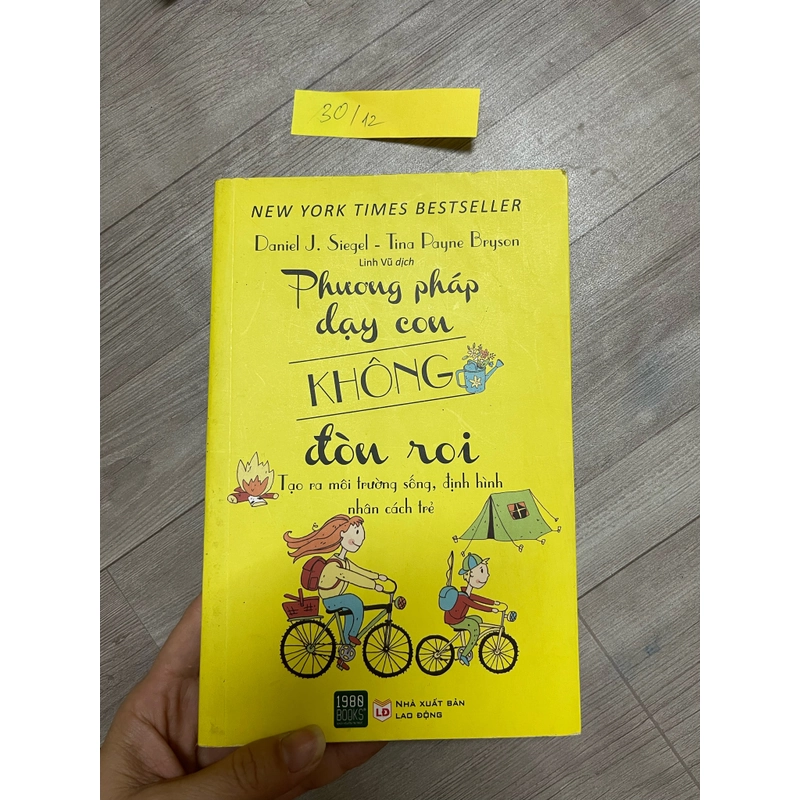 30/12
NEW YORK TIMES BESTSELLER
Daniel J. Siegel - Tina Payne Bryson
Linh Vũ dịch
Phương pháp
dạy con
KHÔNG
đòn roi
Tạo ra môi trường sống, định hình
nhân cách trẻ
1980
BOOKS
LĐ
NHÀ XUẤT BẢN
LAO ĐỘNG